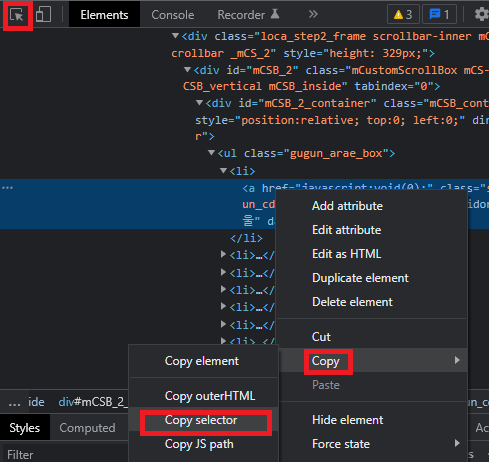 Elements Console Recorder 3 1
<div class="loca_step2_frame scrollbar-inner mC
crollbar _mCS_2" style="height: 329px;">
<div id="mCSB_2" class="mCustomScrollBox mCS-
CSB_vertical mCSB_inside" tabindex="0">
<div id="mCSB_2_container" class="mCSB_cont
style="position:relative; top:0; left:0;" dir
r">
<ul class="gugun_arae_box">
<li>
… <a href="javascript:void(0);" class="s
un_cd
울" da
</li>
<li>…</
<li>…</
<li>…</
<li>…</
Add attribute
Edit attribute
Edit as HTML
Duplicate element
Delete element
Cut
Copy
Paste
Hide element
Force state
Copy element
Copy outerHTML
Copy selector
Copy JS path
... ide div#mCSB_2_
Styles Computed
Filter